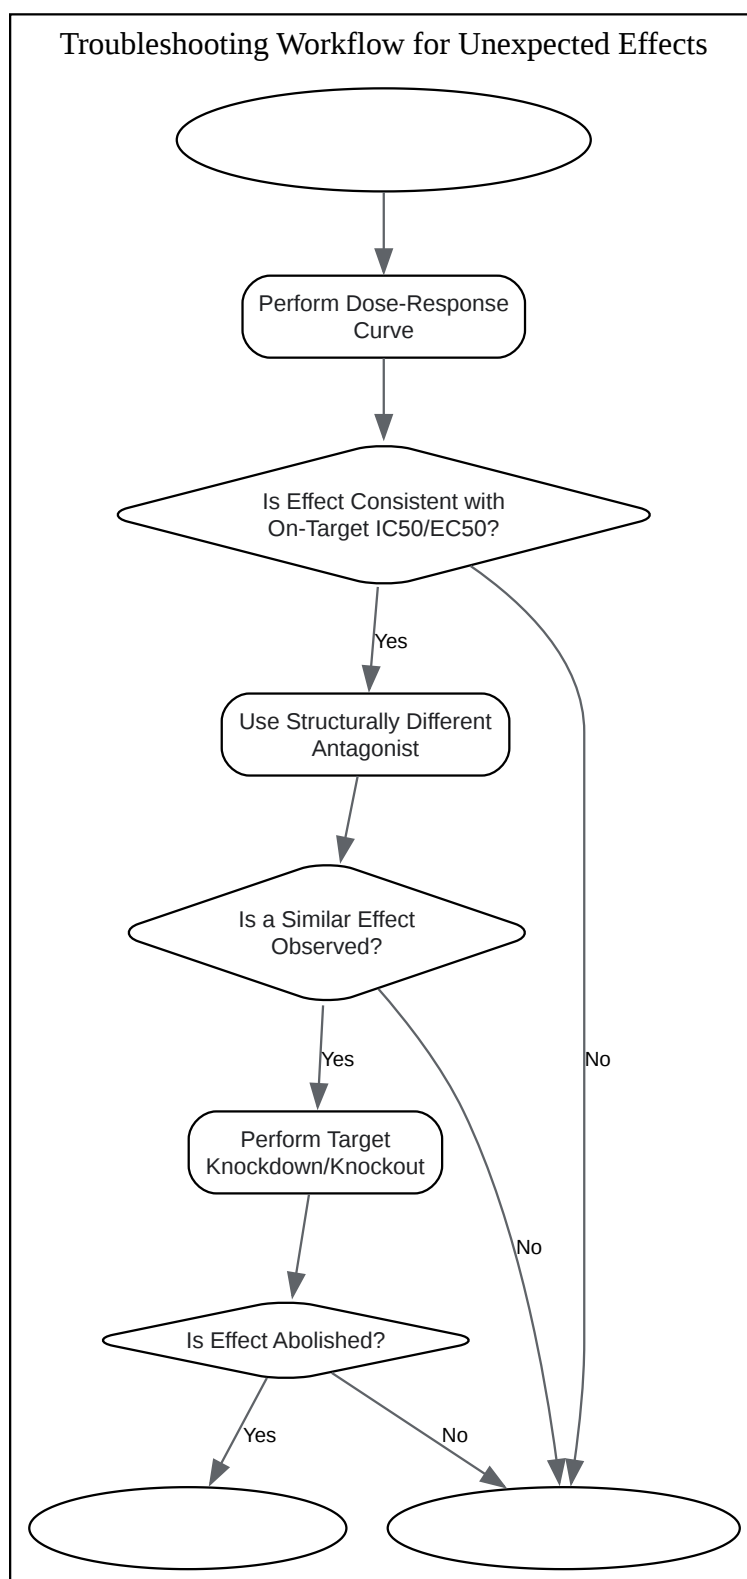 Troubleshooting Workflow for Unexpected Effects
Perform Dose-Response
Curve
Is Effect Consistent with
On-Target IC50/EC50?
Yes
Use Structurally Different
Antagonist
Is a Similar Effect
Observed?
Yes
No
Perform Target
Knockdown/Knockout
No
Is Effect Abolished?
Yes
No